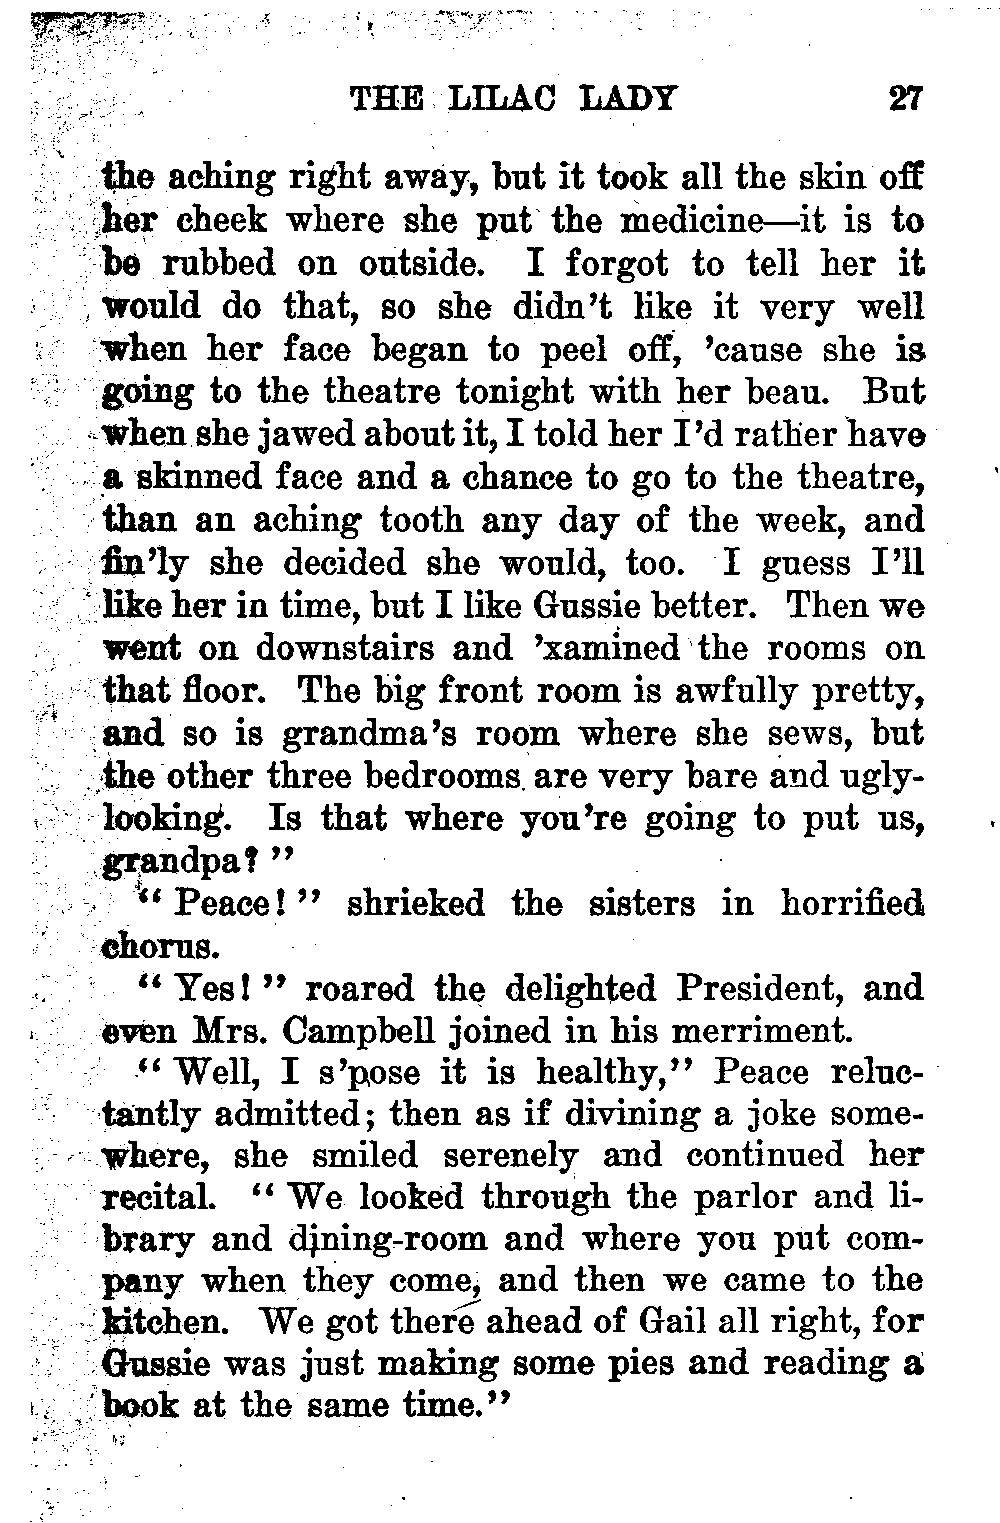 THE LILAC LADY 27
the aching right away, but it took all the skin off
her cheek where she put the medicine—it is to
be rubbed on outside. I forgot to tell her it
would do that, so she didn't like it very well
when her face began to peel off, 'cause she is
going to the theatre tonight with her beau. But
when she jawed about it, I told her I'd rather have
a skinned face and a chance to go to the theatre,
than an aching tooth any day of the week, and
fin'ly she decided she would, too. I guess I'll
like her in time, but I like Gussie better. Then we
went on downstairs and 'xamined the rooms on
that floor. The big front room is awfully pretty,
and so is grandma's room where she sews, but
the other three bedrooms are very bare and ugly-
looking. Is that where you're going to put us,
grandpa? "
" Peace! " shrieked the sisters in horrified
chorus.
" Yes! " roared the delighted President, and
even Mrs. Campbell joined in his merriment.
" Well, I s'pose it is healthy," Peace reluc-
tantly admitted; then as if divining a joke some-
where, she smiled serenely and continued her
recital. " We looked through the parlor and li-
brary and dining-room and where you put com-
pany when they come, and then we came to the
kitchen. We got there ahead of Gail all right, for
Gussie was just making some pies and reading a
book at the same time."